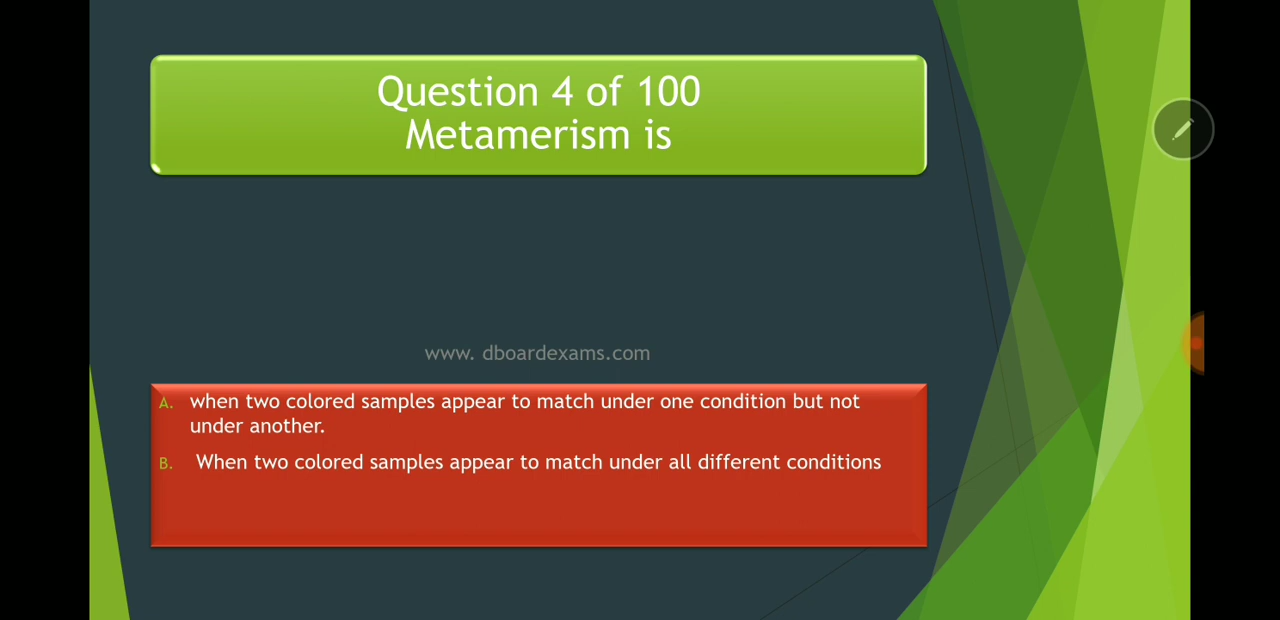 Question 4 of 100
Metamerism is
www. dboardexams.com
A. when two colored samples appear to match under one condition but not
under another.
B. When two colored samples appear to match under all different conditions